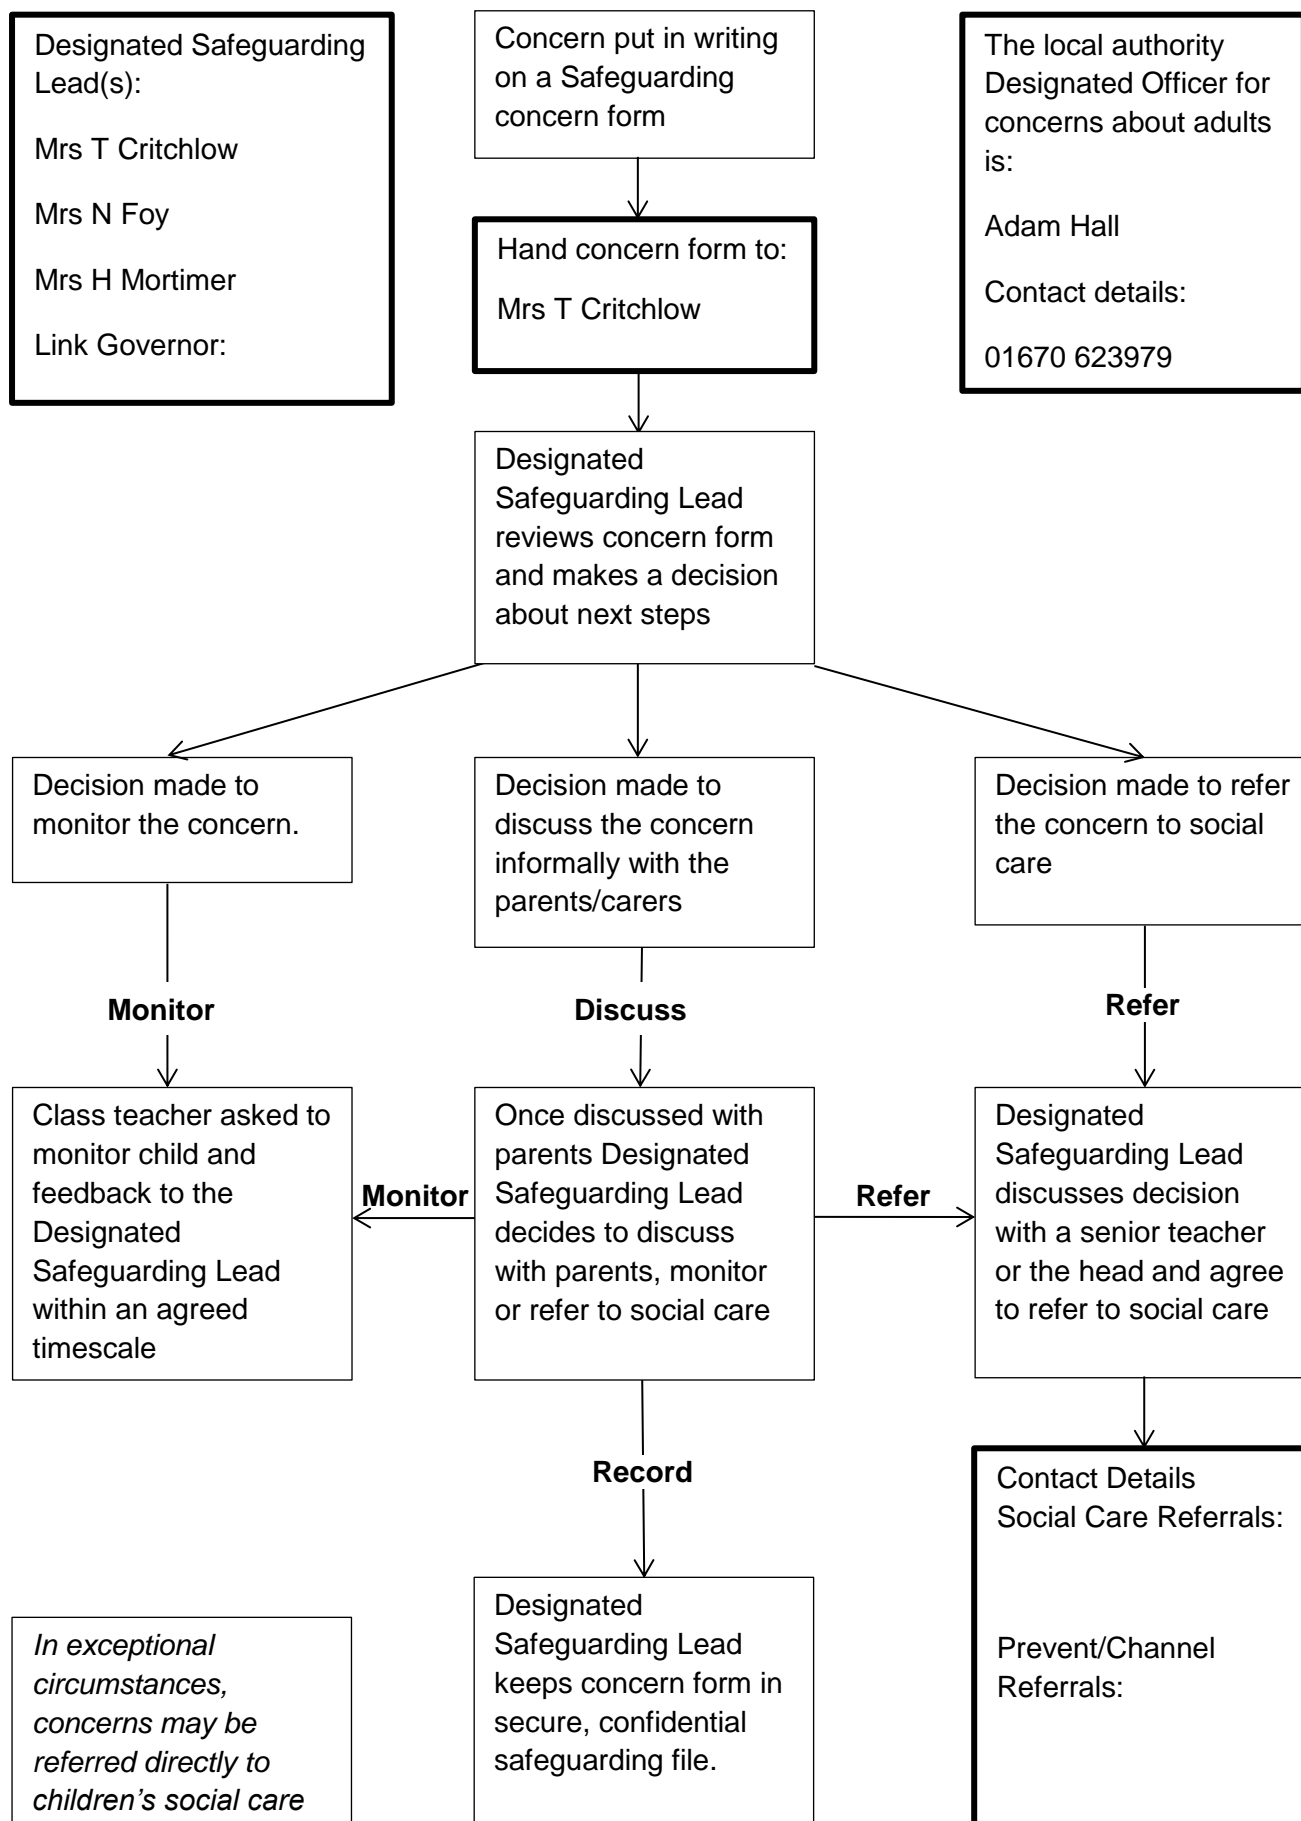 Designated Safeguarding
Lead(s):
Mrs T Critchlow
Mrs N Foy
Mrs H Mortimer
Link Governor:
Concern put in writing
on a Safeguarding
concern form
The local authority
Designated Officer for
concerns about adults
is:
Adam Hall
Contact details:
01670 623979
Hand concern form to:
Mrs T Critchlow
Designated
Safeguarding Lead
reviews concern form
and makes a decision
about next steps
Decision made to
monitor the concern.
Decision made to
discuss the concern
informally with the
parents/carers
Decision made to refer
the concern to social
care
Monitor
Discuss
Refer
Class teacher asked to
monitor child and
feedback to the
Designated
Safeguarding Lead
within an agreed
timescale
Monitor
Once discussed with
parents Designated
Safeguarding Lead
decides to discuss
with parents, monitor
or refer to social care
Refer
Designated
Safeguarding Lead
discusses decision
with a senior teacher
or the head and agree
to refer to social care
Record
Contact Details
Social Care Referrals:
Prevent/Channel
Referrals:
Designated
Safeguarding Lead
keeps concern form in
secure, confidential
safeguarding file.
In exceptional
circumstances,
concerns may be
referred directly to
children’s social care